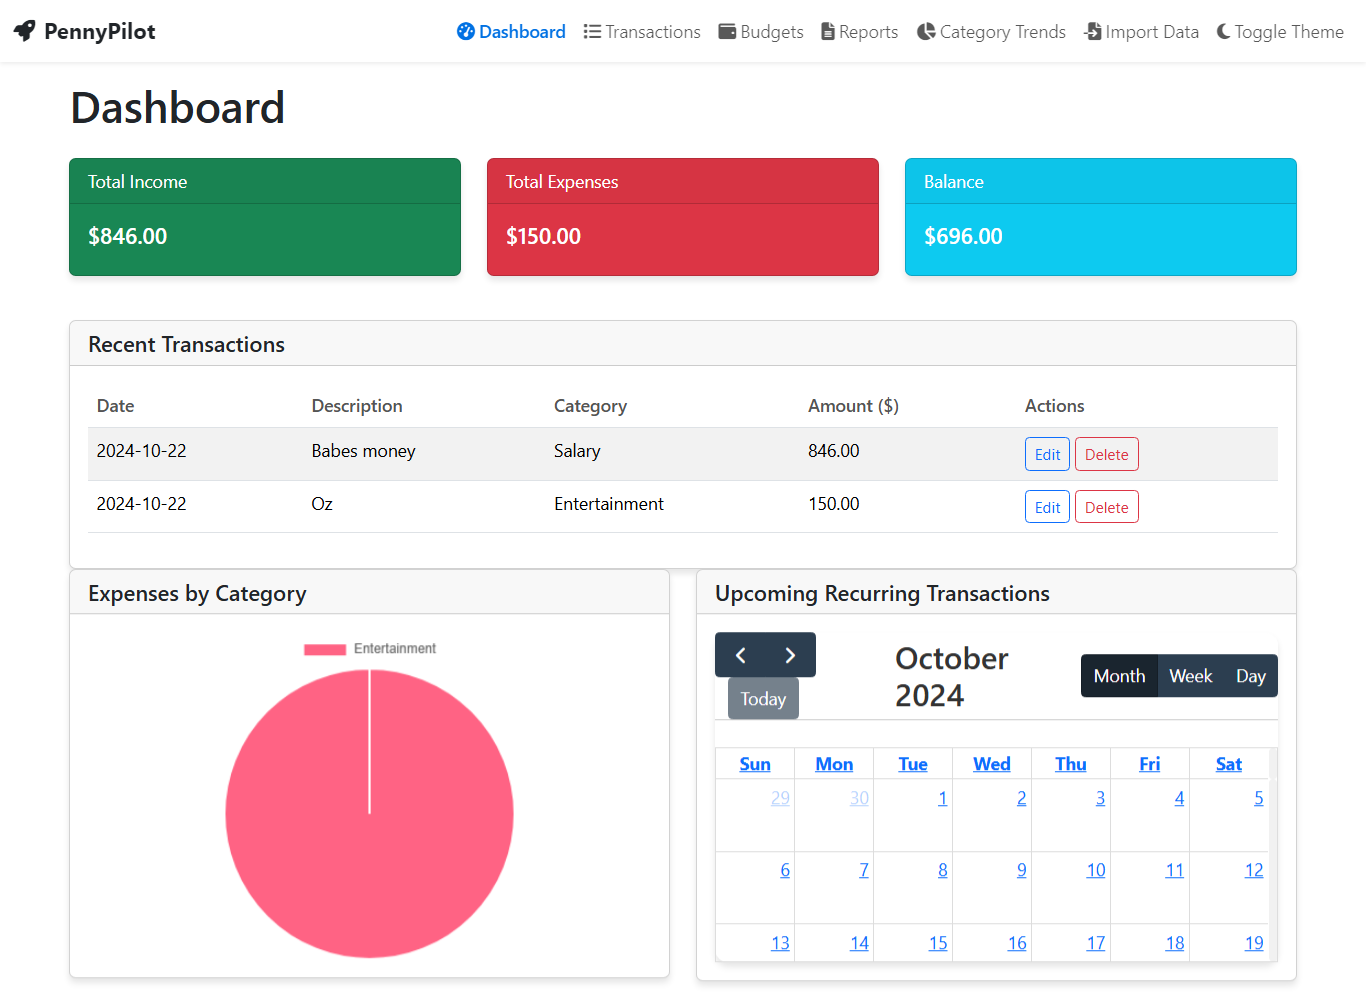 PennyPilot Dashboard Transactions Budgets Reports Category Trends Import Data Toggle Theme
Dashboard
Total Income Total Expenses Balance
$846.00 $150.00 $696.00
Recent Transactions
Date Description Category Amount ($) Actions
2024-10-22 Babes money Salary 846.00 Edit Delete
2024-10-22 Oz Entertainment 150.00 Edit Delete
Expenses by Category
Entertainment
Upcoming Recurring Transactions
Today
October
2024
Month Week Day
Sun Mon Tue Wed Thu Fri Sat
29 30 1 2 3 4 5
6 7 8 9 10 11 12
13 14 15 16 17 18 19